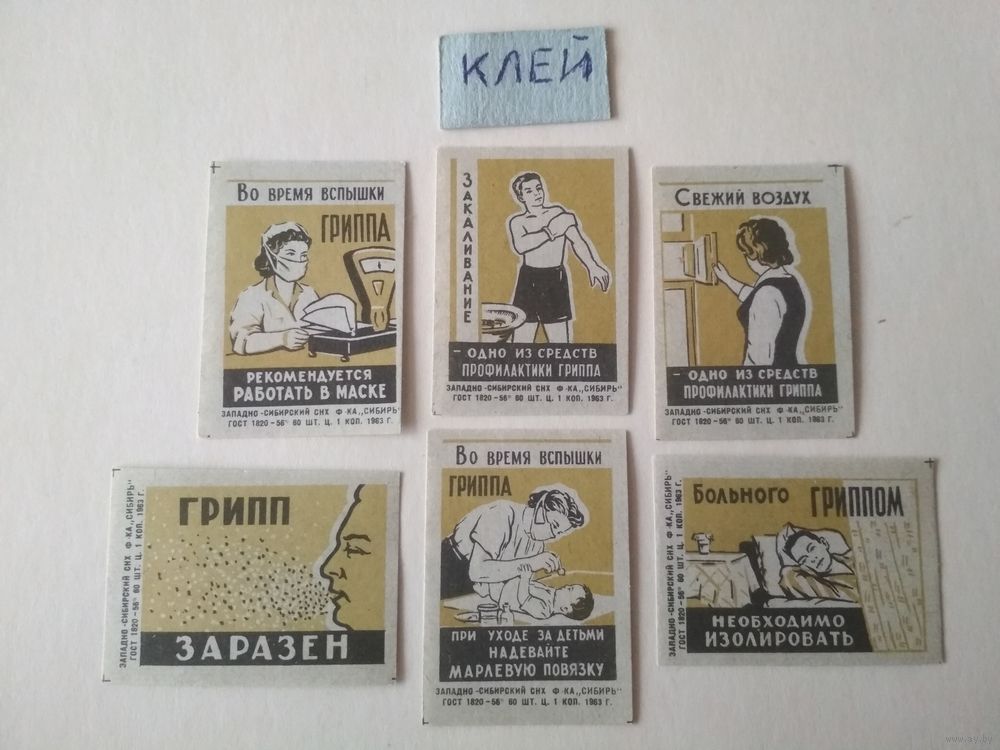 КЛЕЙ
Во время вспышки
ГРИППА
РЕКОМЕНДУЕТСЯ
РАБОТАТЬ В МАСКЕ
ЗАПАДНО-СИБИРСКИЙ СНХ Ф-КА „СИБИРЬ"
ГОСТ 1820-56* 60 ШТ. Ц. 1 КОП. 1963 Г.
ЗАКАЛИВАНИЕ
- ОДНО ИЗ СРЕДСТВ
ПРОФИЛАКТИКИ ГРИППА
ЗАПАДНО-СИБИРСКИЙ СНХ Ф-КА „СИБИРЬ"
ГОСТ 1820-56* 60 ШТ. Ц. 1 КОП. 1963 Г.
Свежий воздух
- ОДНО ИЗ СРЕДСТВ
ПРОФИЛАКТИКИ ГРИППА
ЗАПАДНО-СИБИРСКИЙ СНХ Ф-КА „СИБИРЬ"
ГОСТ 1820-56* 60 ШТ. Ц. 1 КОП. 1963 Г.
ГРИПП
ЗАРАЗЕН
ЗАПАДНО-СИБИРСКИЙ СНХ Ф-КА „СИБИРЬ"
ГОСТ 1820-56* 60 ШТ. Ц. 1 КОП. 1963 Г.
Во время вспышки
ГРИППА
ПРИ УХОДЕ ЗА ДЕТЬМИ
НАДЕВАЙТЕ
МАРЛЕВУЮ ПОВЯЗКУ
ЗАПАДНО-СИБИРСКИЙ СНХ Ф-КА „СИБИРЬ"
ГОСТ 1820-56* 60 ШТ. Ц. 1 КОП. 1963 Г.
Больного ГРИППОМ
НЕОБХОДИМО
ИЗОЛИРОВАТЬ
ЗАПАДНО-СИБИРСКИЙ СНХ Ф-КА „СИБИРЬ"
ГОСТ 1820-56* 60 ШТ. Ц. 1 КОП. 1963 Г.
www.ay.by